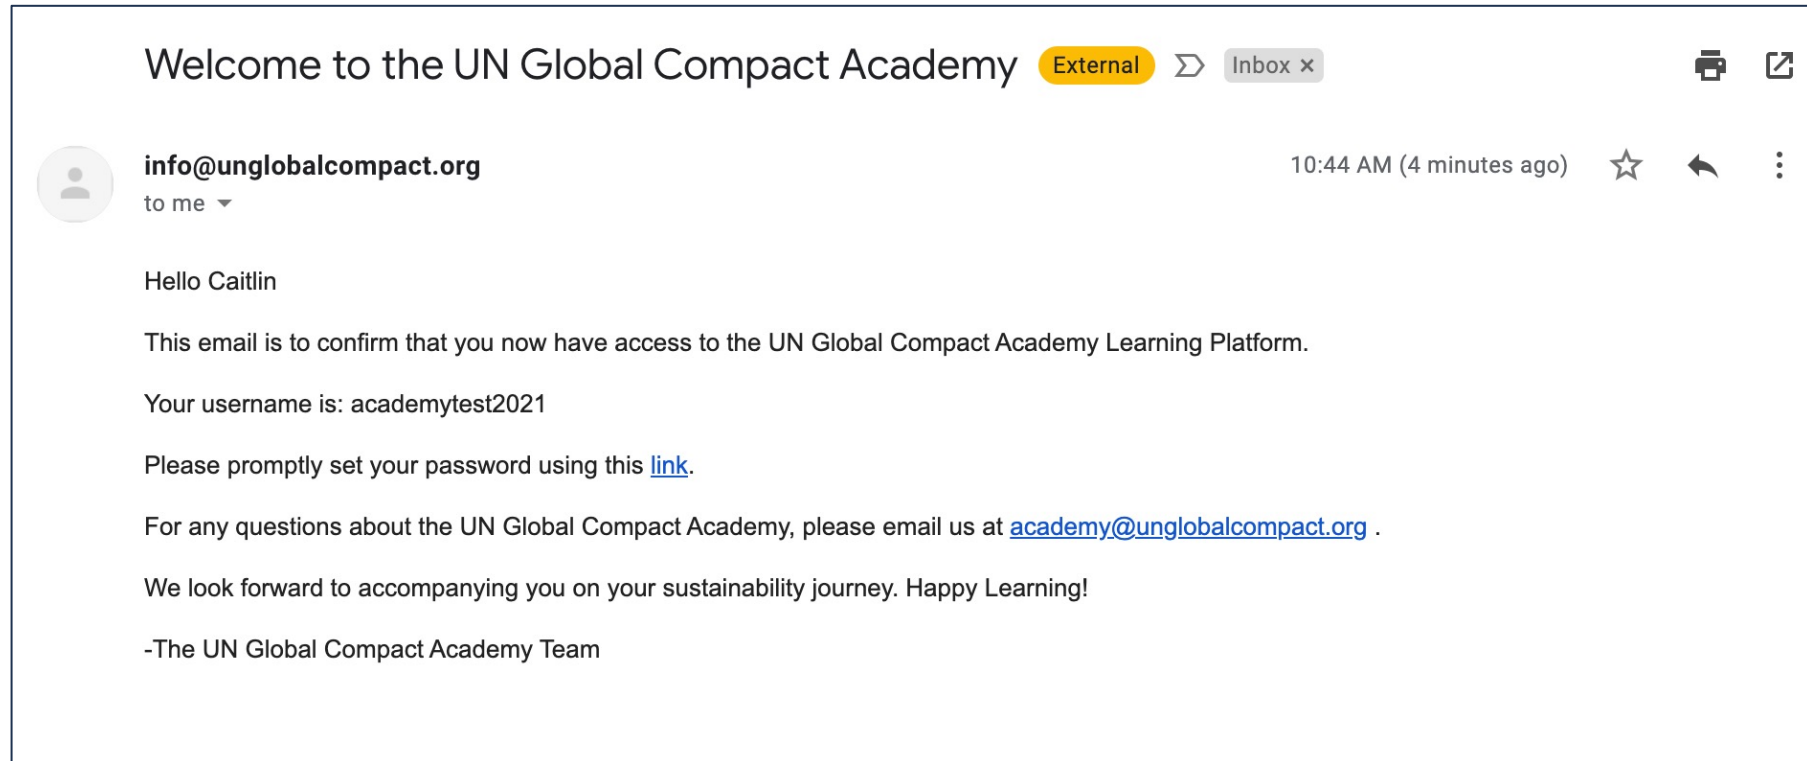 Welcome to the UN Global Compact Academy External Inbox ×
info@unglobalcompact.org 10:44 AM (4 minutes ago)
to me
Hello Caitlin
This email is to confirm that you now have access to the UN Global Compact Academy Learning Platform.
Your username is: academytest2021
Please promptly set your password using this link.
For any questions about the UN Global Compact Academy, please email us at academy@unglobalcompact.org .
We look forward to accompanying you on your sustainability journey. Happy Learning!
-The UN Global Compact Academy Team